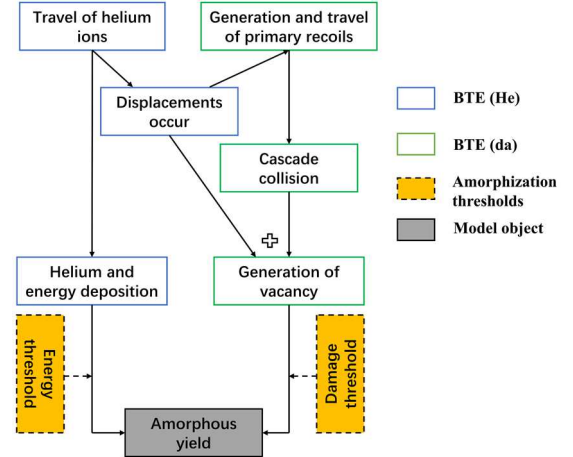 Travel of helium
ions
Generation and travel
of primary recoils
Displacements
occur
Cascade
collision
Helium and
energy deposition
Generation of
vacancy
Energy
threshold
Damage
threshold
Amorphous
yield
BTE (He)
BTE (da)
Amorphization
thresholds
Model object